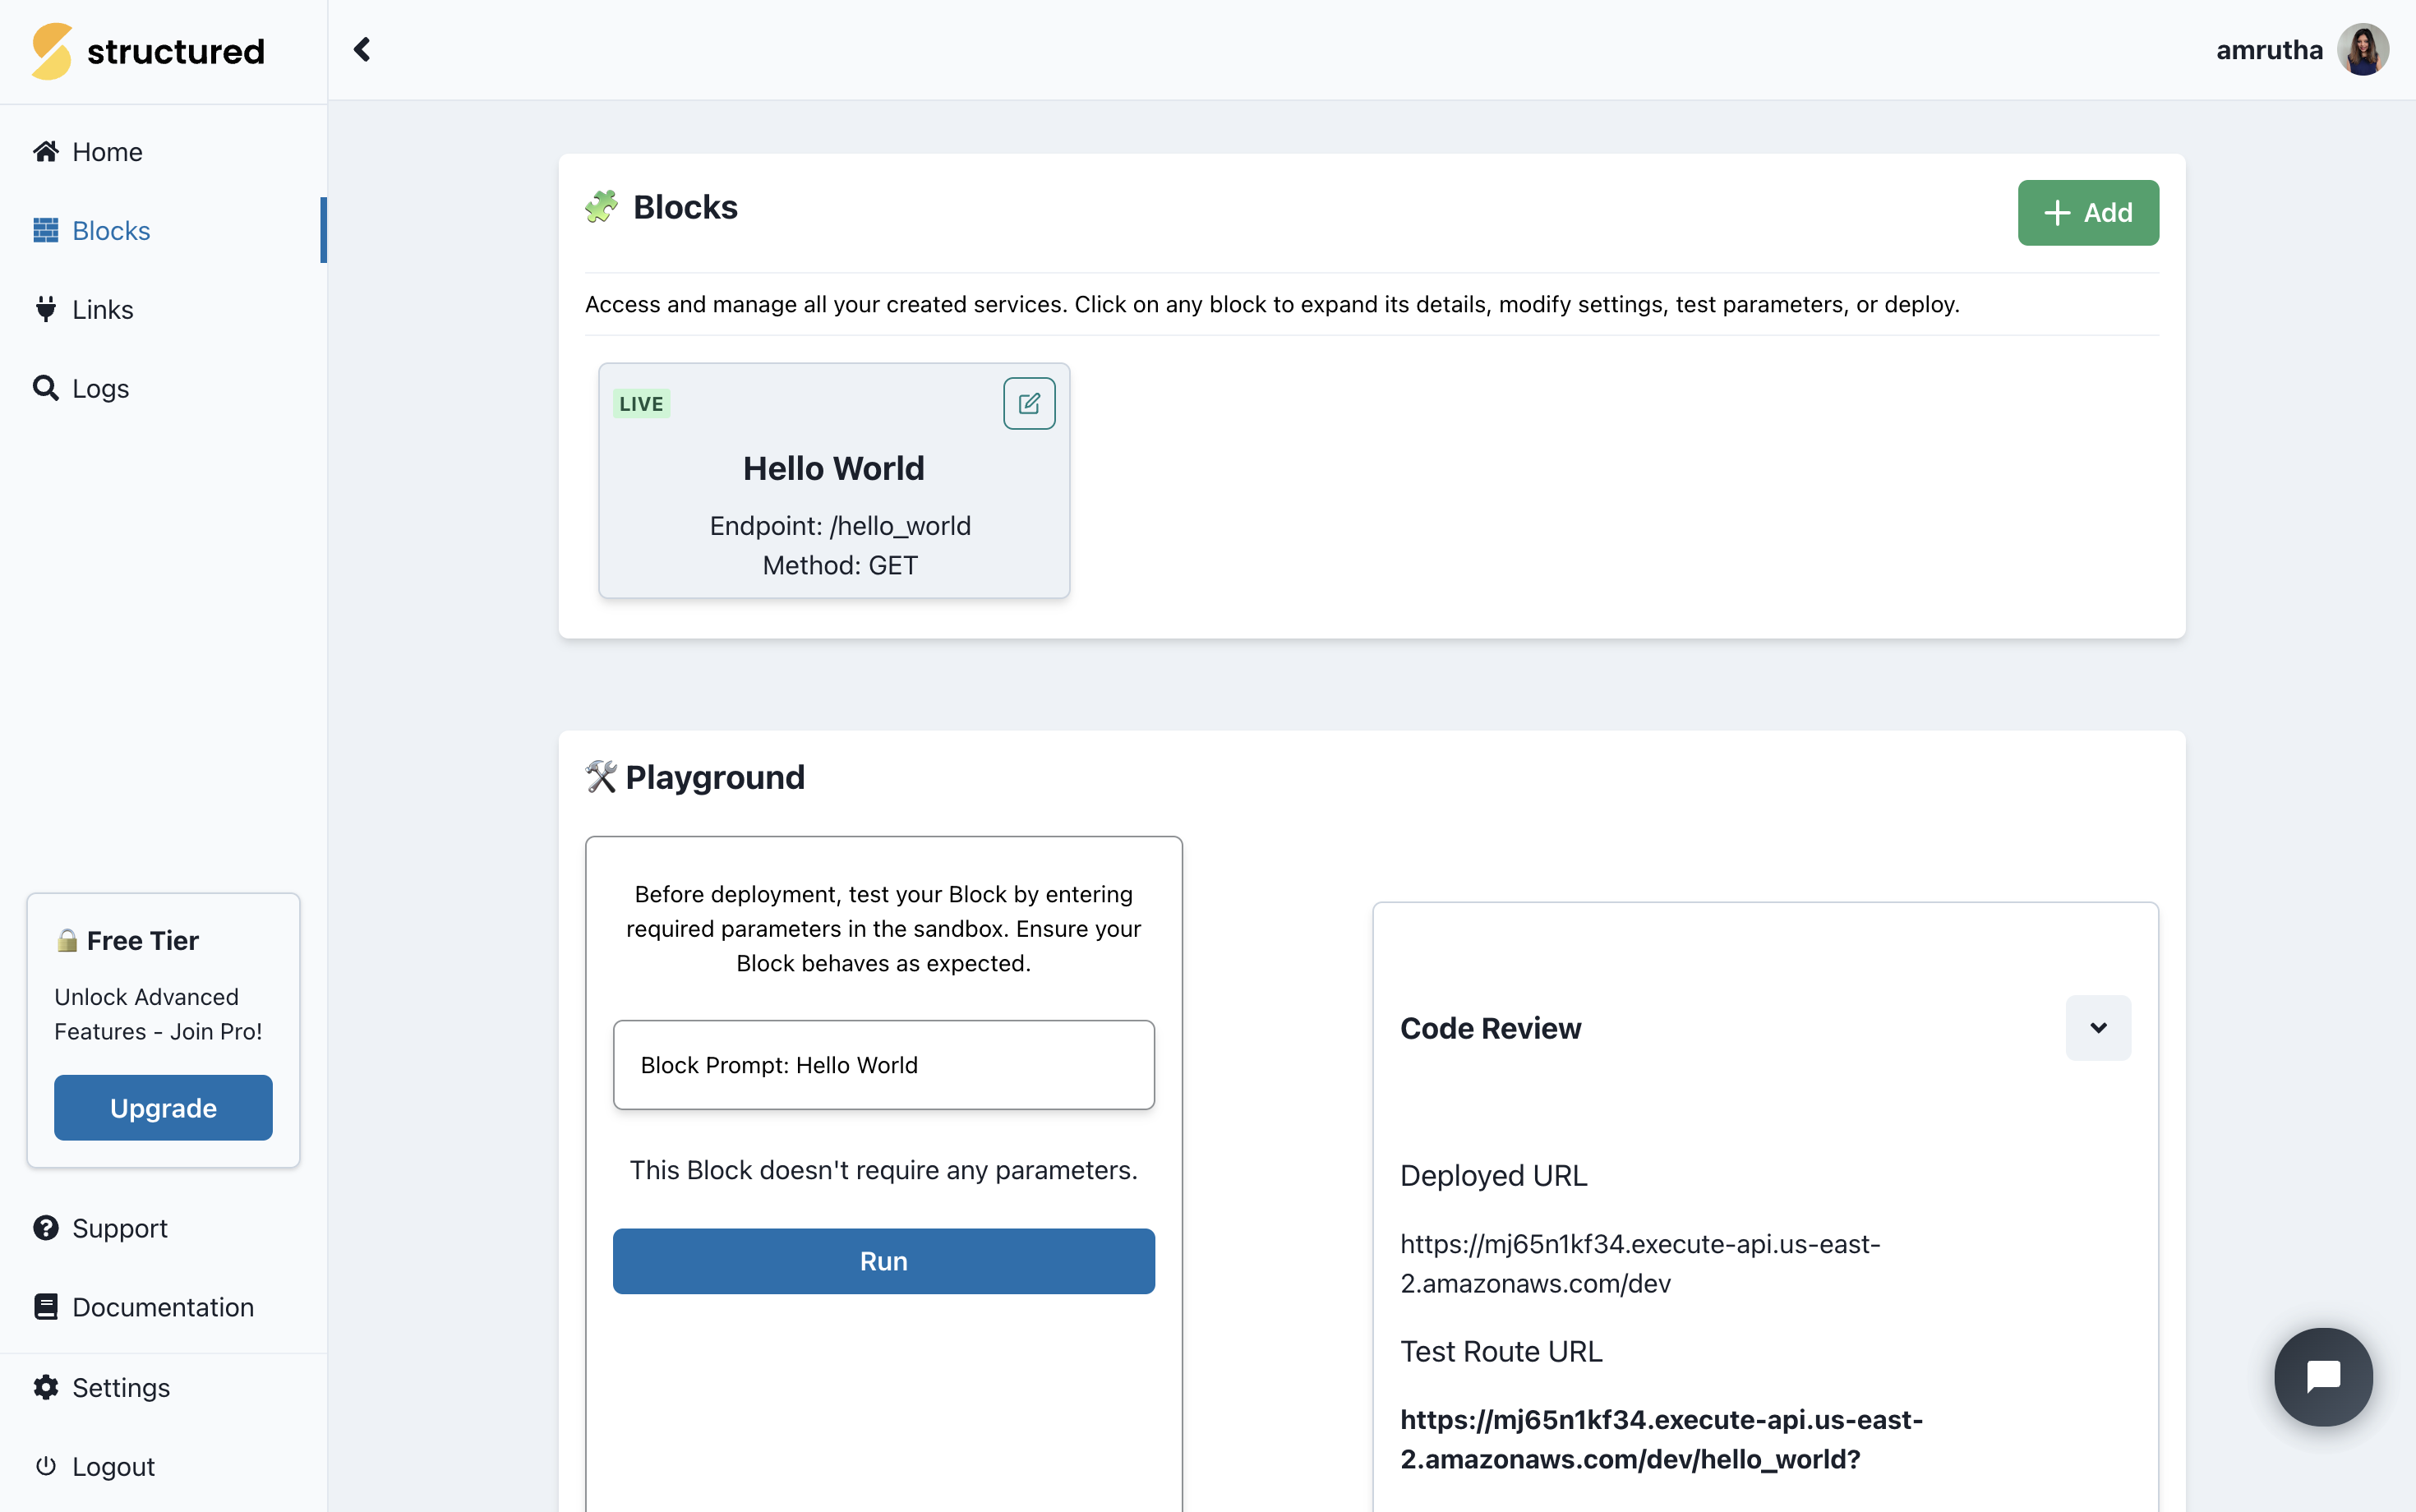 structured
amrutha
Home
Blocks
Links
Logs
Free Tier
Unlock Advanced
Features - Join Pro!
Upgrade
Support
Documentation
Settings
Logout
Blocks
Add
Access and manage all your created services. Click on any block to expand its details, modify settings, test parameters, or deploy.
LIVE
Hello World
Endpoint: /hello_world
Method: GET
Playground
Before deployment, test your Block by entering
required parameters in the sandbox. Ensure your
Block behaves as expected.
Block Prompt: Hello World
This Block doesn't require any parameters.
Run
Code Review
Deployed URL
https://mj65n1kf34.execute-api.us-east-
2.amazonaws.com/dev
Test Route URL
https://mj65n1kf34.execute-api.us-east-
2.amazonaws.com/dev/hello_world?